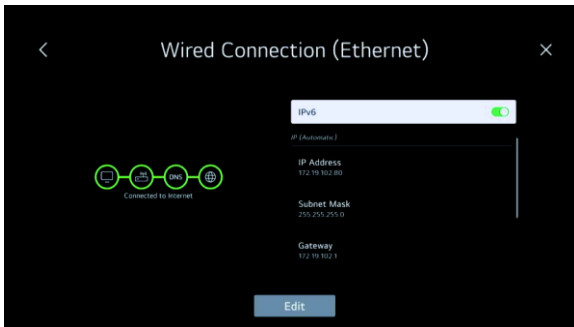 Wired Connection (Ethernet)
IPv6
IP (Automatic)
DNS
Connected to Internet
IP Address
172.19.102.80
Subnet Mask
255.255.255.0
Gateway
172.19.102.1
Edit